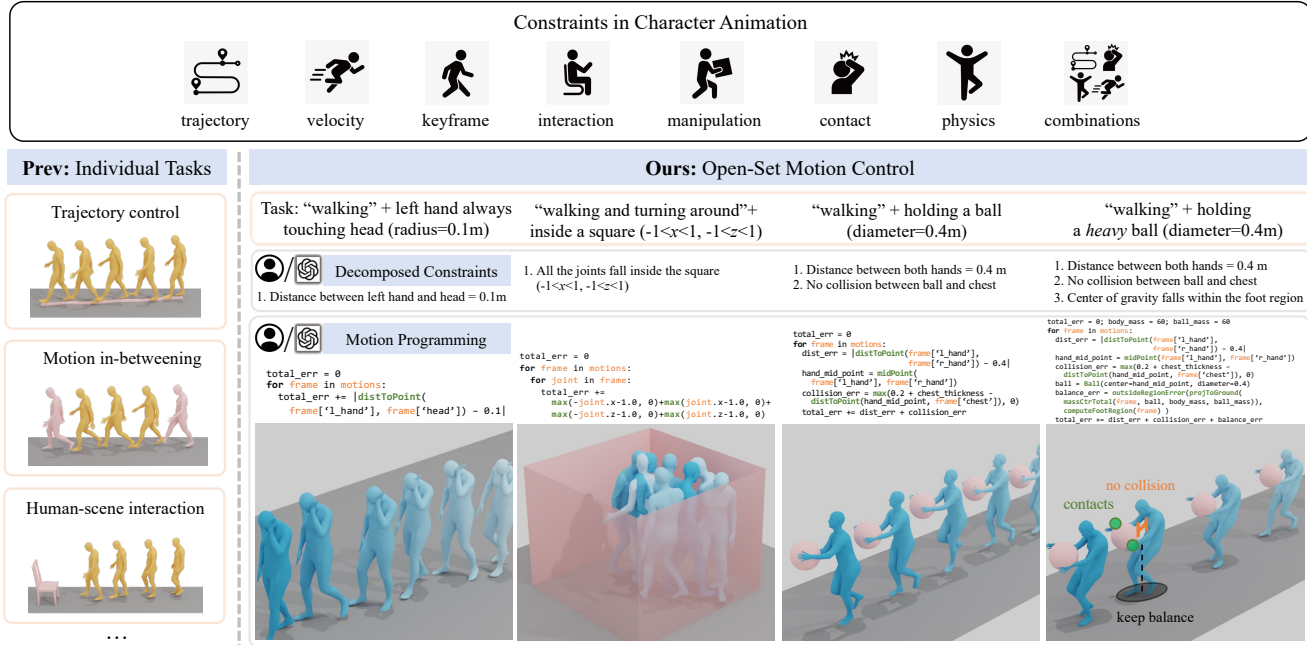 Constraints in Character Animation
trajectory
velocity
keyframe
interaction
manipulation
contact
physics
combinations
Prev: Individual Tasks
Trajectory control
Motion in-betweening
Human-scene interaction
...
Ours: Open-Set Motion Control
Task: “walking” + left hand always
touching head (radius=0.1m)
“walking and turning around”+
inside a square (-1<x<1, -1<z<1)
“walking” + holding a ball
(diameter=0.4m)
“walking” + holding
a heavy ball (diameter=0.4m)
Decomposed Constraints
1. Distance between left hand and head = 0.1m
1. All the joints fall inside the square
(-1<x<1, -1<z<1)
1. Distance between both hands = 0.4 m
2. No collision between ball and chest
1. Distance between both hands = 0.4 m
2. No collision between ball and chest
3. Center of gravity falls within the foot region
Motion Programming
total_err = 0
for frame in motions:
total_err += |distToPoint(
frame[‘l_hand’], frame[‘head’]) − 0.1|
total_err = 0
for frame in motions:
for joint in frame:
total_err +=
max(-joint.x-1.0, 0)+max(joint.x-1.0, 0)+
max(-joint.z-1.0, 0)+max(joint.z-1.0, 0)
total_err = 0
for frame in motions:
dist_err = |distToPoint(frame[‘l_hand’],
frame[‘r_hand’]) − 0.4|
hand_mid_point = midPoint(
frame[‘l_hand’], frame[‘r_hand’])
collision_err = max(0.2 + chest_thickness -
distToPoint(hand_mid_point, frame[‘chest’]), 0)
total_err += dist_err + collision_err
total_err = 0; body_mass = 60; ball_mass = 60
for frame in motions:
dist_err = |distToPoint(frame[‘l_hand’],
frame[‘r_hand’]) − 0.4|
hand_mid_point = midPoint(frame[‘l_hand’], frame[‘r_hand’])
collision_err = max(0.2 + chest_thickness -
distToPoint(hand_mid_point, frame[‘chest’]), 0)
ball = Ball(center=hand_mid_point, diameter=0.4)
balance_err = outsideRegionError(projToGround(
massCtrTotal(frame, ball, body_mass, ball_mass)),
computeFootRegion(frame) )
total_err += dist_err + collision_err + balance_err
no collision
contacts
keep balance